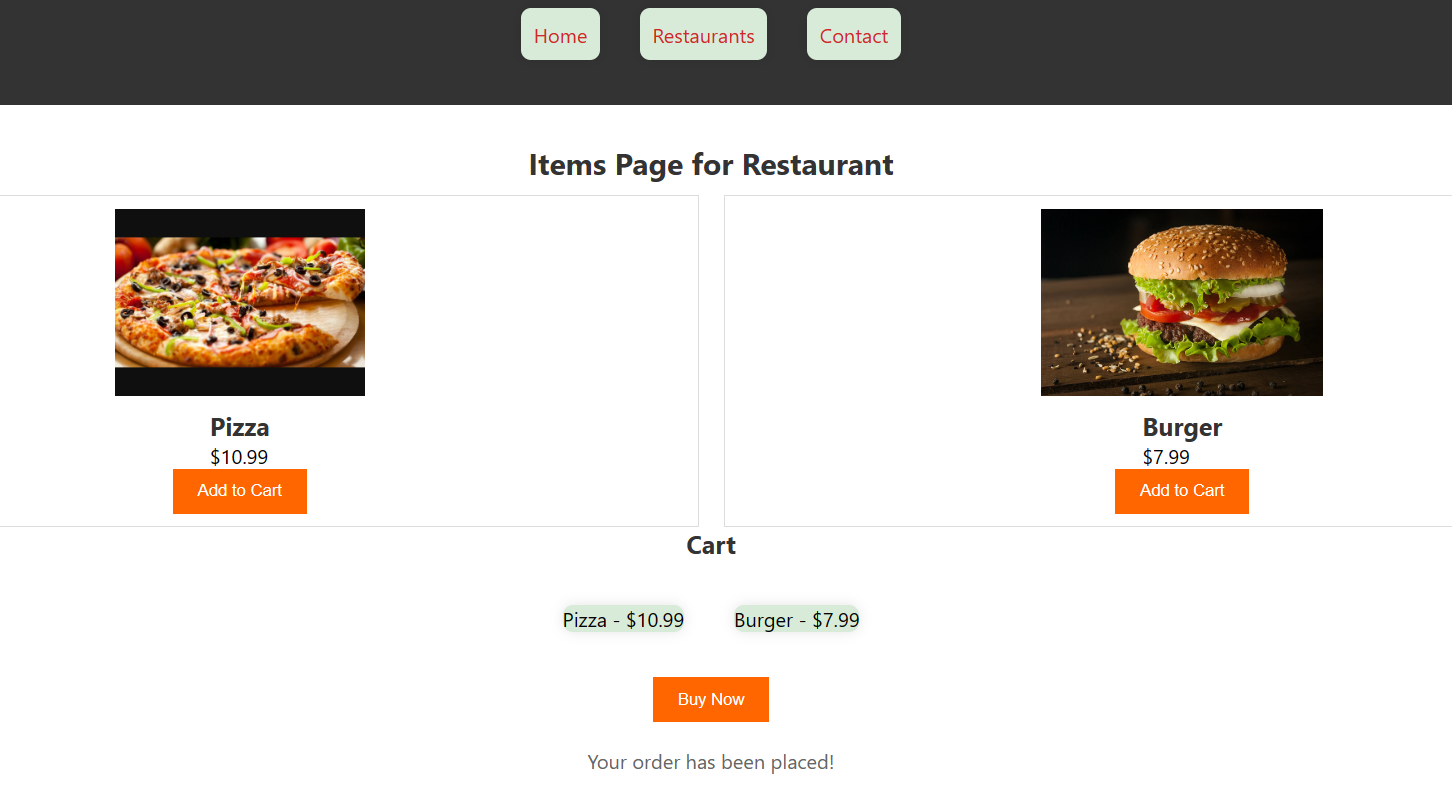 Home Restaurants Contact
Items Page for Restaurant
Pizza
$10.99
Add to Cart
Burger
$7.99
Add to Cart
Cart
Pizza - $10.99
Burger - $7.99
Buy Now
Your order has been placed!